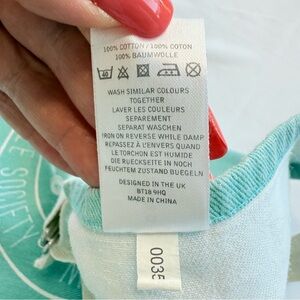 100% COTTON / 100% COTON
100% BAUMWOLLE
WASH SIMILAR COLOURS
TOGETHER
LAVER LES COULEURS
SEPAREMENT
SEPARAT WASCHEN
IRON ON REVERSE WHILE DAMP
REPASSEZ À L'ENVERS QUAND
LE TORCHON EST HUMIDE
DIE RUECKSEITE IN NOCH
FEUCHTEM ZUSTAND BUEGELN
DESIGNED IN THE UK
BT18 9HQ
MADE IN CHINA
0035